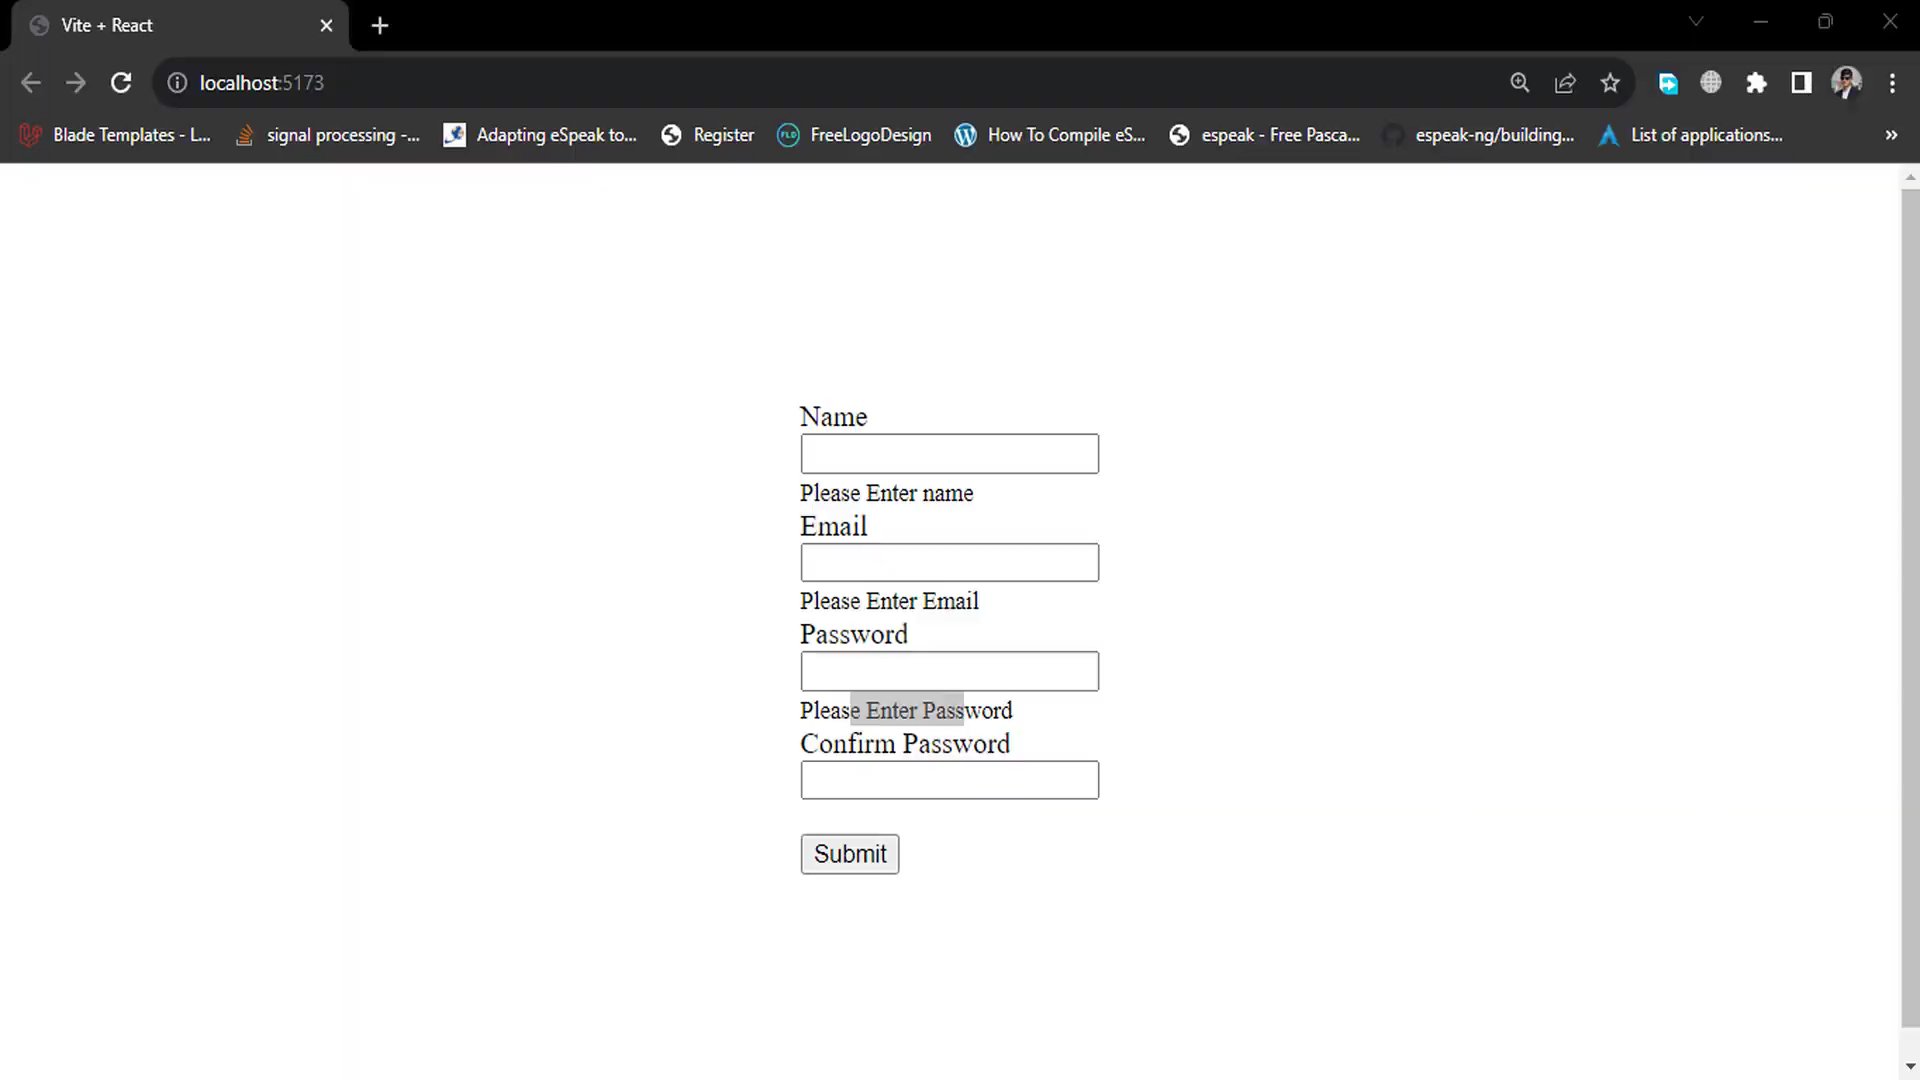 Vite + React
localhost:5173
Blade Templates - L...
signal processing -...
Adapting eSpeak to...
Register
FLD
FreeLogoDesign
How To Compile eS...
espeak - Free Pasca...
espeak-ng/building...
List of applications...
»
Name
Please Enter name
Email
Please Enter Email
Password
Please Enter Password
Confirm Password
Submit